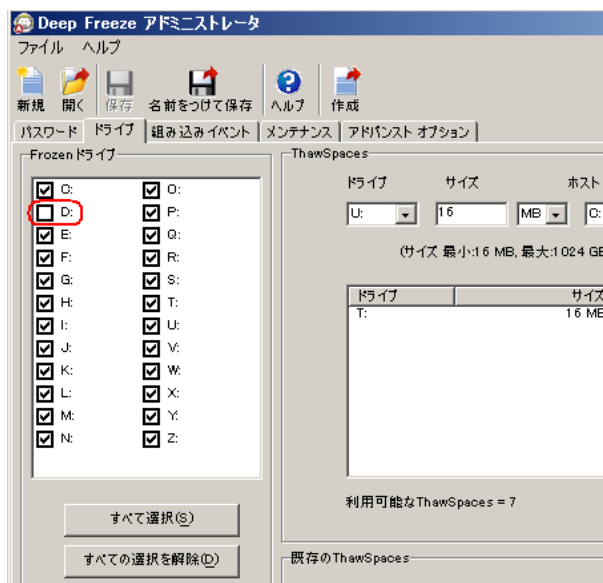 Deep Freeze アドミニストレータ
ファイル ヘルプ
新規 開く 保存 名前をつけて保存 ヘルプ 作成
パスワード ドライブ 組み込みイベント メンテナンス アドバンスト オプション
Frozen ドライブ
C: O:
D: P:
E: Q:
F: R:
G: S:
H: T:
I: U:
J: V:
K: W:
L: X:
M: Y:
N: Z:
すべて選択(S)
すべての選択を解除(D)
ThawSpaces
ドライブ サイズ ホスト
U: 16 MB C:
(サイズ 最小:16 MB, 最大:1024 GB
ドライブ サイズ
T: 16 MB
利用可能なThawSpaces = 7
既存のThawSpaces